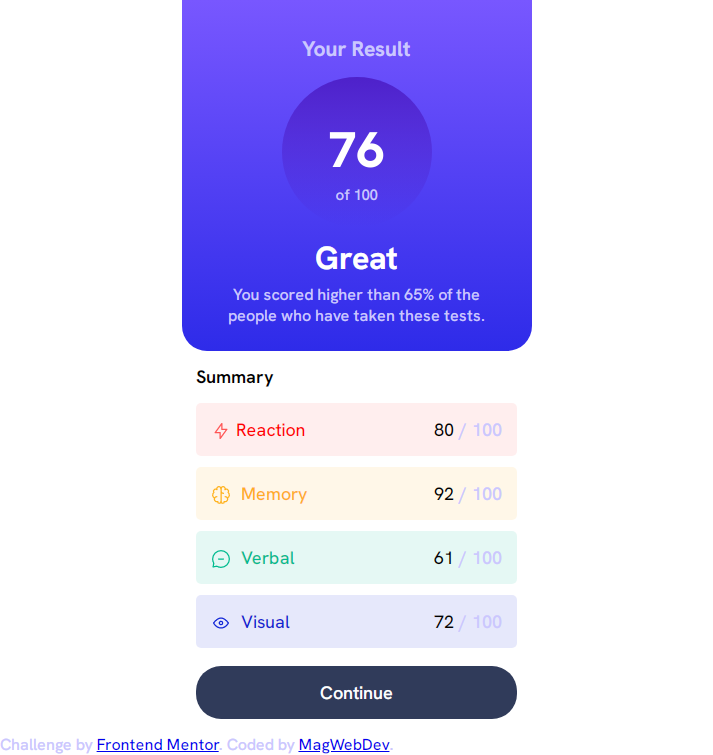 Your Result
76
of 100
Great
You scored higher than 65% of the
people who have taken these tests.
Summary
Reaction 80 / 100
Memory 92 / 100
Verbal 61 / 100
Visual 72 / 100
Continue
Challenge by Frontend Mentor. Coded by MagWebDev.